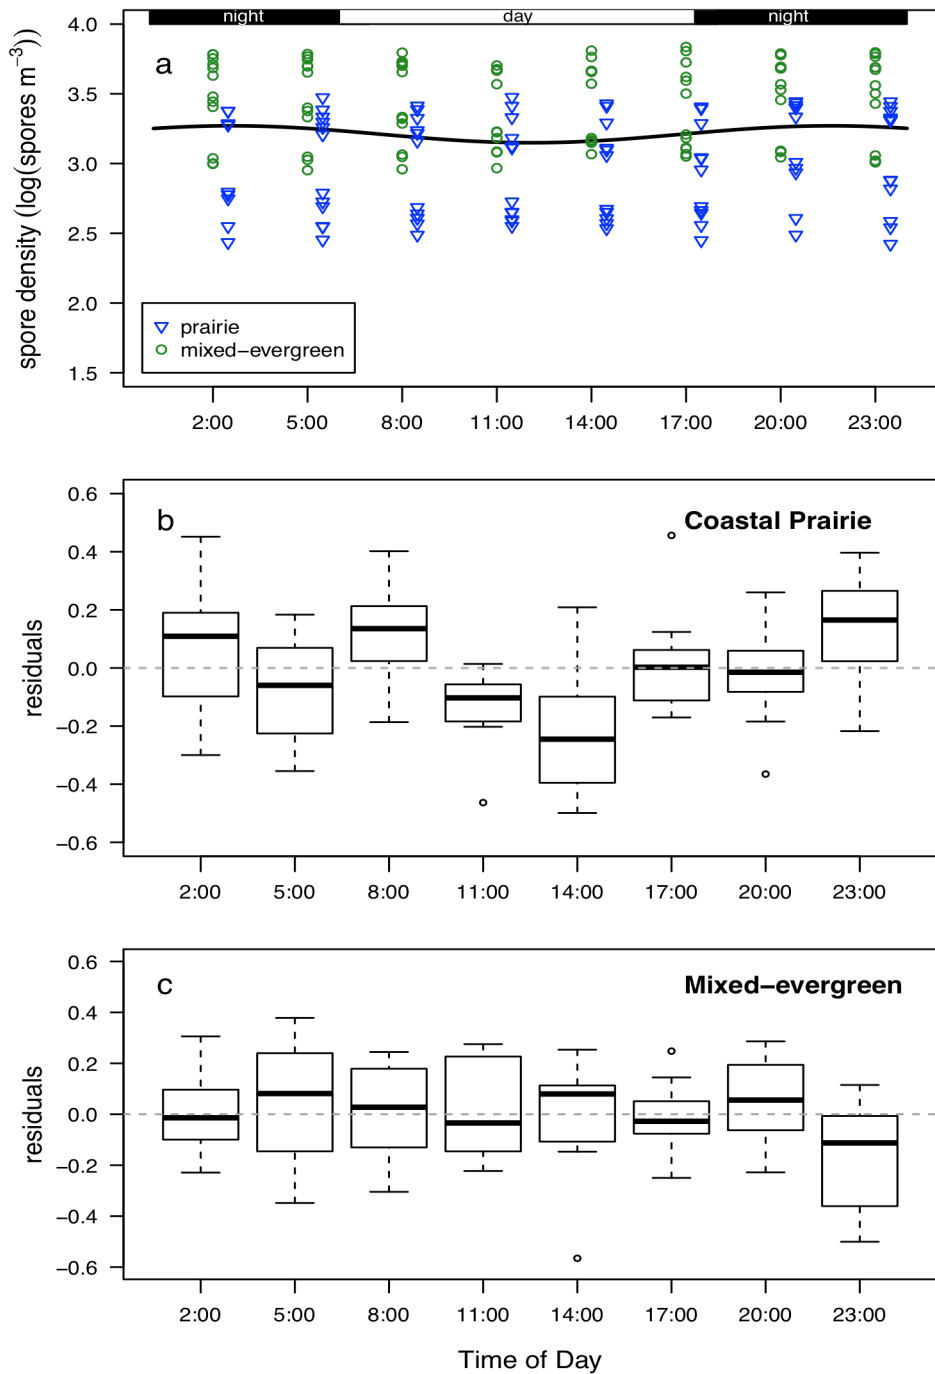 night day night
4.0
a
3.5
3.0
2.5
2.0
1.5
spore density (log(spores m−3))
prairie
mixed−evergreen
2:00 5:00 8:00 11:00 14:00 17:00 20:00 23:00
0.6
b Coastal Prairie
0.4
0.2
0.0
−0.2
−0.4
−0.6
residuals
2:00 5:00 8:00 11:00 14:00 17:00 20:00 23:00
0.6
c Mixed−evergreen
0.4
0.2
0.0
−0.2
−0.4
−0.6
residuals
2:00 5:00 8:00 11:00 14:00 17:00 20:00 23:00
Time of Day